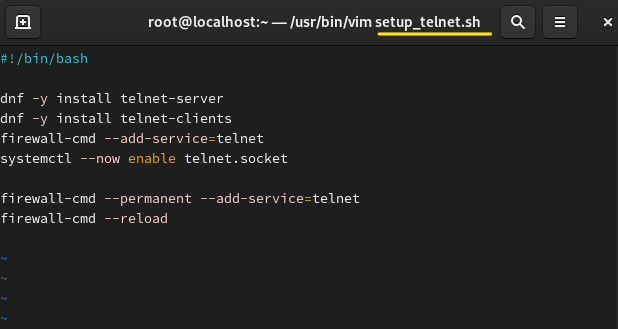 root@localhost:~ — /usr/bin/vim setup_telnet.sh
#!/bin/bash
dnf -y install telnet-server
dnf -y install telnet-clients
firewall-cmd --add-service=telnet
systemctl --now enable telnet.socket
firewall-cmd --permanent --add-service=telnet
firewall-cmd --reload
~
~
~
~